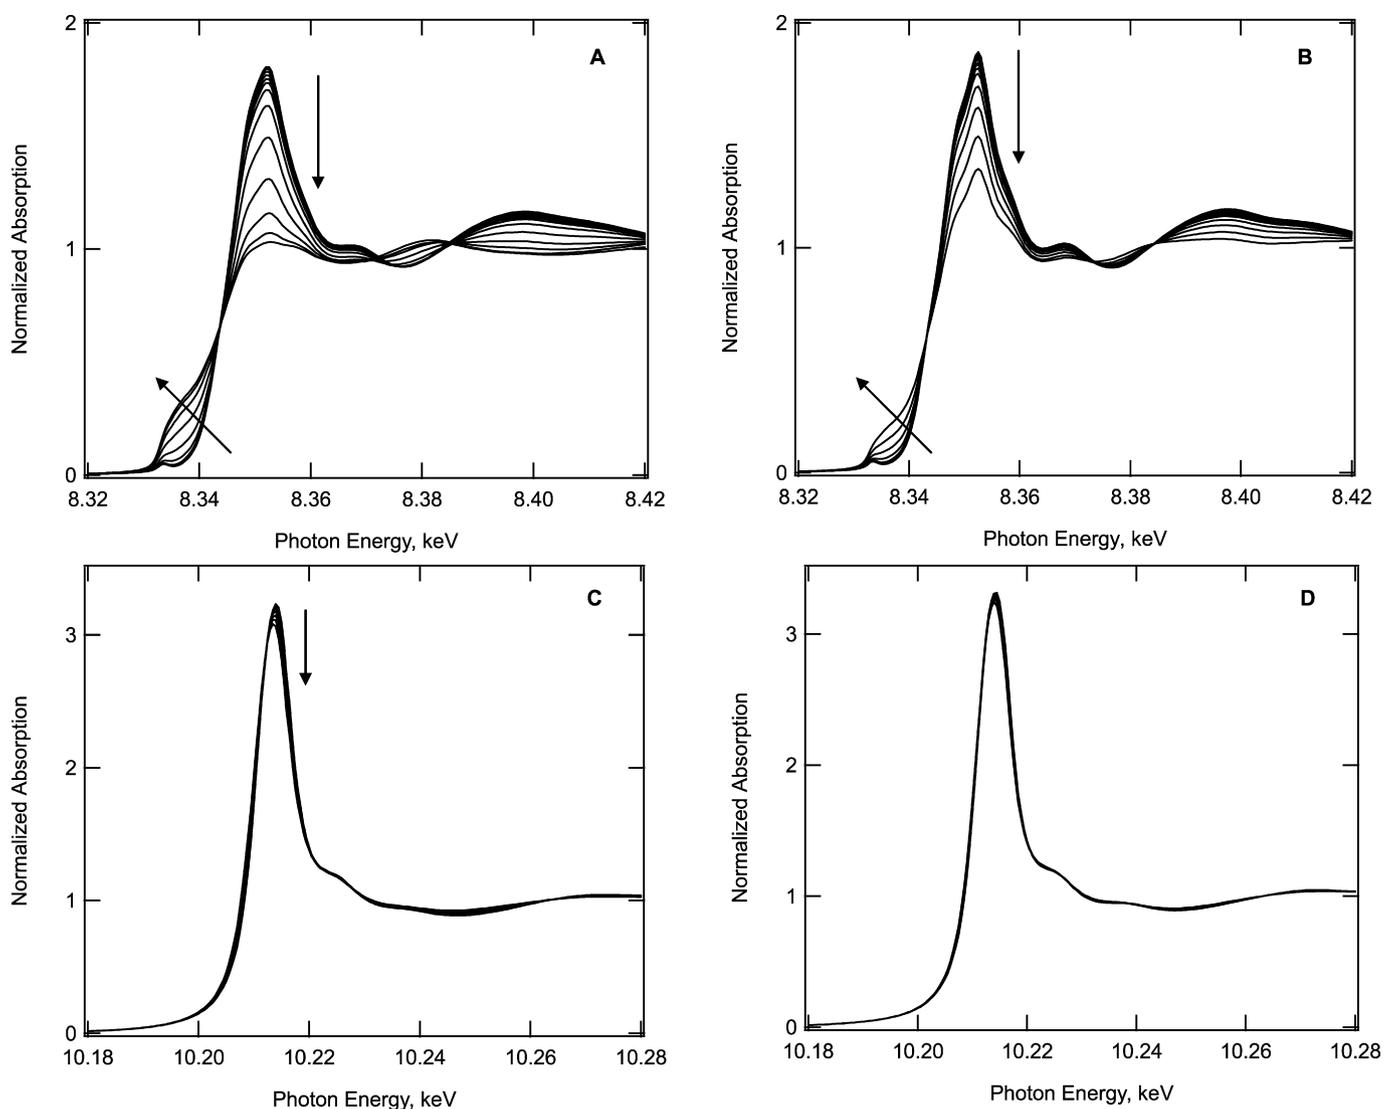 2
A
1
0
Normalized Absorption
8.32 8.34 8.36 8.38 8.40 8.42
Photon Energy, keV
2
B
1
0
Normalized Absorption
8.32 8.34 8.36 8.38 8.40 8.42
Photon Energy, keV
C
3
2
1
0
Normalized Absorption
10.18 10.20 10.22 10.24 10.26 10.28
Photon Energy, keV
D
3
2
1
0
Normalized Absorption
10.18 10.20 10.22 10.24 10.26 10.28
Photon Energy, keV